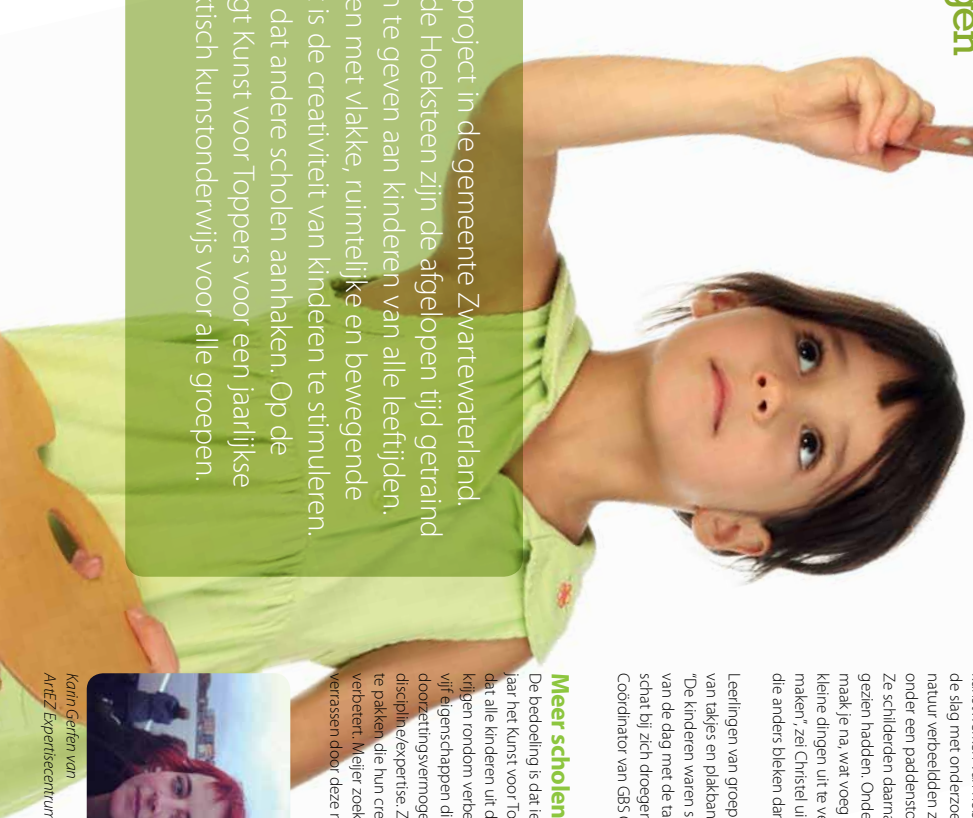 gen
project in de gemeente Zwartewaterland.
de Hoeksteen zijn de afgelopen tijd getraind
n te geven aan kinderen van alle leeftijden.
en met vlakke, ruimtelijke en bewegende
t is de creativiteit van kinderen te stimuleren.
dat andere scholen aanhaken. Op de
gt Kunst voor Toppers voor een jaarlijkse
tisch kunstonderwijs voor alle groepen.
de slag met onderzoe
natuur verbeeldden z
onder een paddensto
Ze schilderden daarna
gezien hadden. Onde
maak je na, wat voeg
kleine dingen uit te ve
maken”, zei Christel ui
die anders bleken dar
Leerlingen van groep
van takjes en plakban
“De kinderen waren s
van de dag met de ta
schat bij zich droeger
Coördinator van GBS
Meer scholen
De bedoeling is dat ie
jaar het Kunst voor To
dat alle kinderen uit d
krijgen rondom verbe
vijf eigenschappen di
doorzettingsvermoge
discipline/expertise. Z
te pakken die hun cre
verbetert. Meijer zoek
verrassen door deze r
Karin Gerfen van
ArtEZ Expertisecentrum